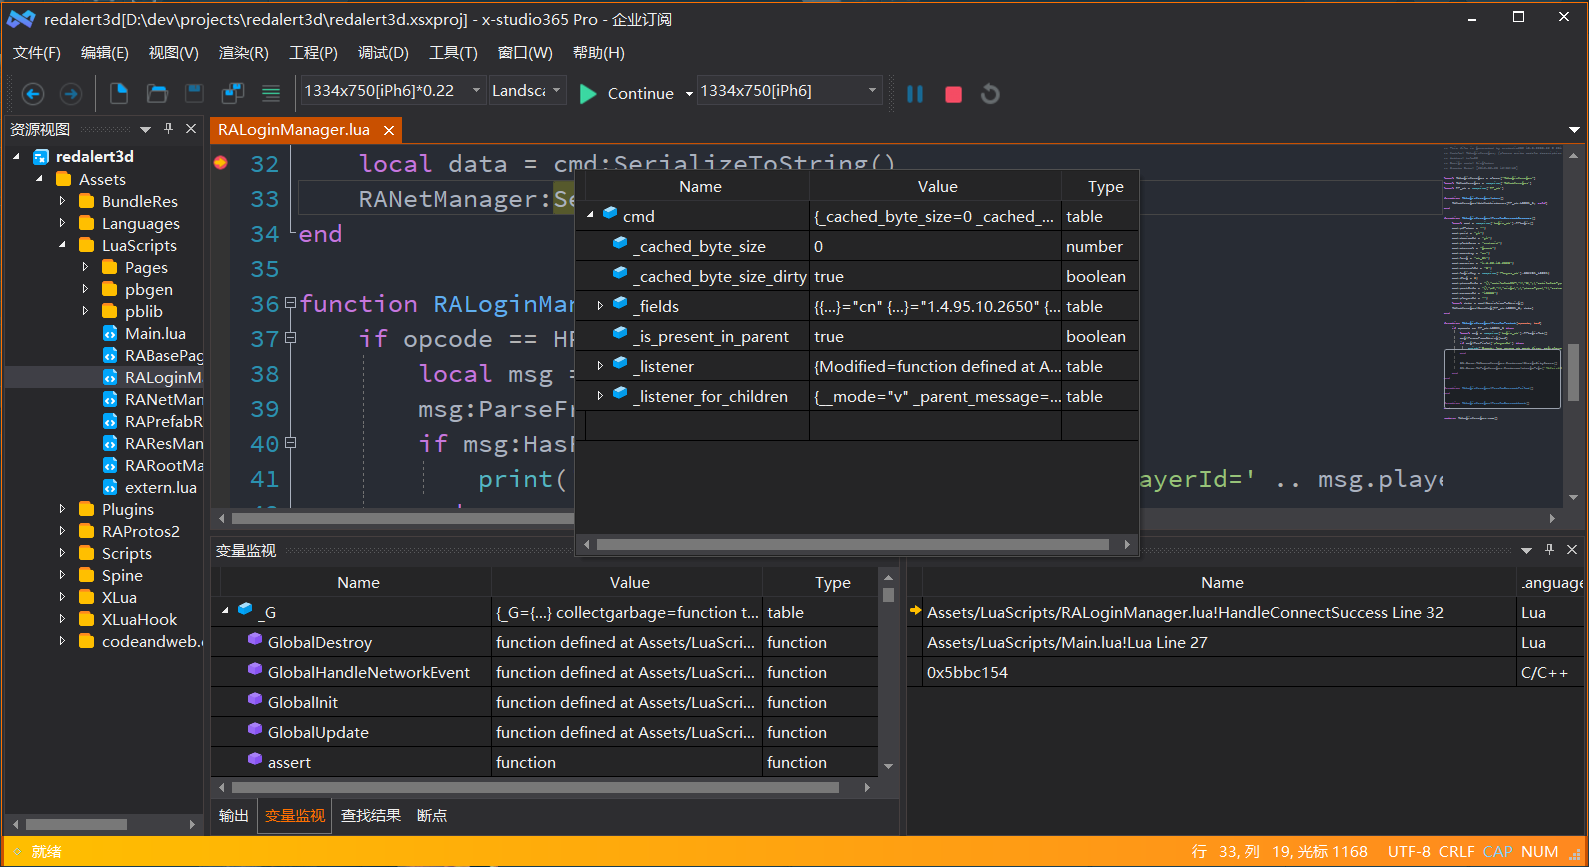 redalert3d[D:\dev\projects\redalert3d\redalert3d.xsxproj] - x-studio365 Pro - 企业订阅
文件(F) 编辑(E) 视图(V) 渲染(R) 工程(P) 调试(D) 工具(T) 窗口(W) 帮助(H)
1334x750[iPh6]*0.22 Landsca Continue 1334x750[iPh6]
资源视图
redalert3d
Assets
BundleRes
Languages
LuaScripts
Pages
pbgen
pblib
Main.lua
RABasePag
RALoginM
RANetMan
RAPrefabR
RAResMan
RARootMa
extern.lua
Plugins
RAProtos2
Scripts
Spine
XLua
XLuaHook
codeandweb.
RALoginManager.lua
32 local data = cmd:SerializeToString()
33 RANetManager:Se
34 end
35
36 function RALoginMan
37 if opcode == HP
38 local msg =
39 msg:ParseFr
40 if msg:HasF
41 print( ayerId=' .. msg.playe
Name Value Type
cmd {_cached_byte_size=0 _cached_... table
_cached_byte_size 0 number
_cached_byte_size_dirty true boolean
_fields {{...}="cn" {...}="1.4.95.10.2650" {... table
_is_present_in_parent true boolean
_listener {Modified=function defined at A... table
_listener_for_children {__mode="v" _parent_message=... table
变量监视
Name Value Type
_G {_G={...} collectgarbage=function t... table
GlobalDestroy function defined at Assets/LuaScri... function
GlobalHandleNetworkEvent function defined at Assets/LuaScri... function
GlobalInit function defined at Assets/LuaScri... function
GlobalUpdate function defined at Assets/LuaScri... function
assert function function
输出 变量监视 查找结果 断点
Name Language
Assets/LuaScripts/RALoginManager.lua!HandleConnectSuccess Line 32 Lua
Assets/LuaScripts/Main.lua!Lua Line 27 Lua
0x5bbc154 C/C++
就绪
行 33, 列 19, 光标 1168 UTF-8 CRLF CAP NUM